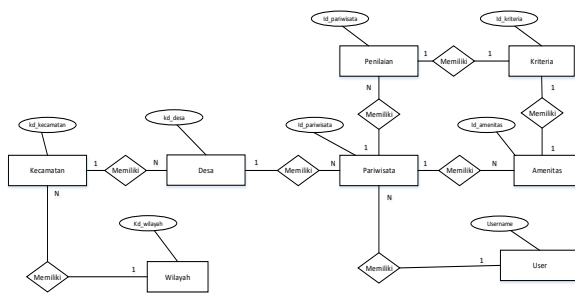 Id_pariwisata
Id_kriteria
Penilaian
1
Memiliki
1
Kriteria
N
1
Memiliki
Memiliki
kd_kecamatan
kd_desa
Id_pariwisata
Id_amenitas
1
1
Kecamatan
1
Memiliki
N
Desa
1
Memiliki
N
Pariwisata
1
Memiliki
N
Amenitas
N
N
Kd_wilayah
Username
Memiliki
1
Wilayah
Memiliki
1
User